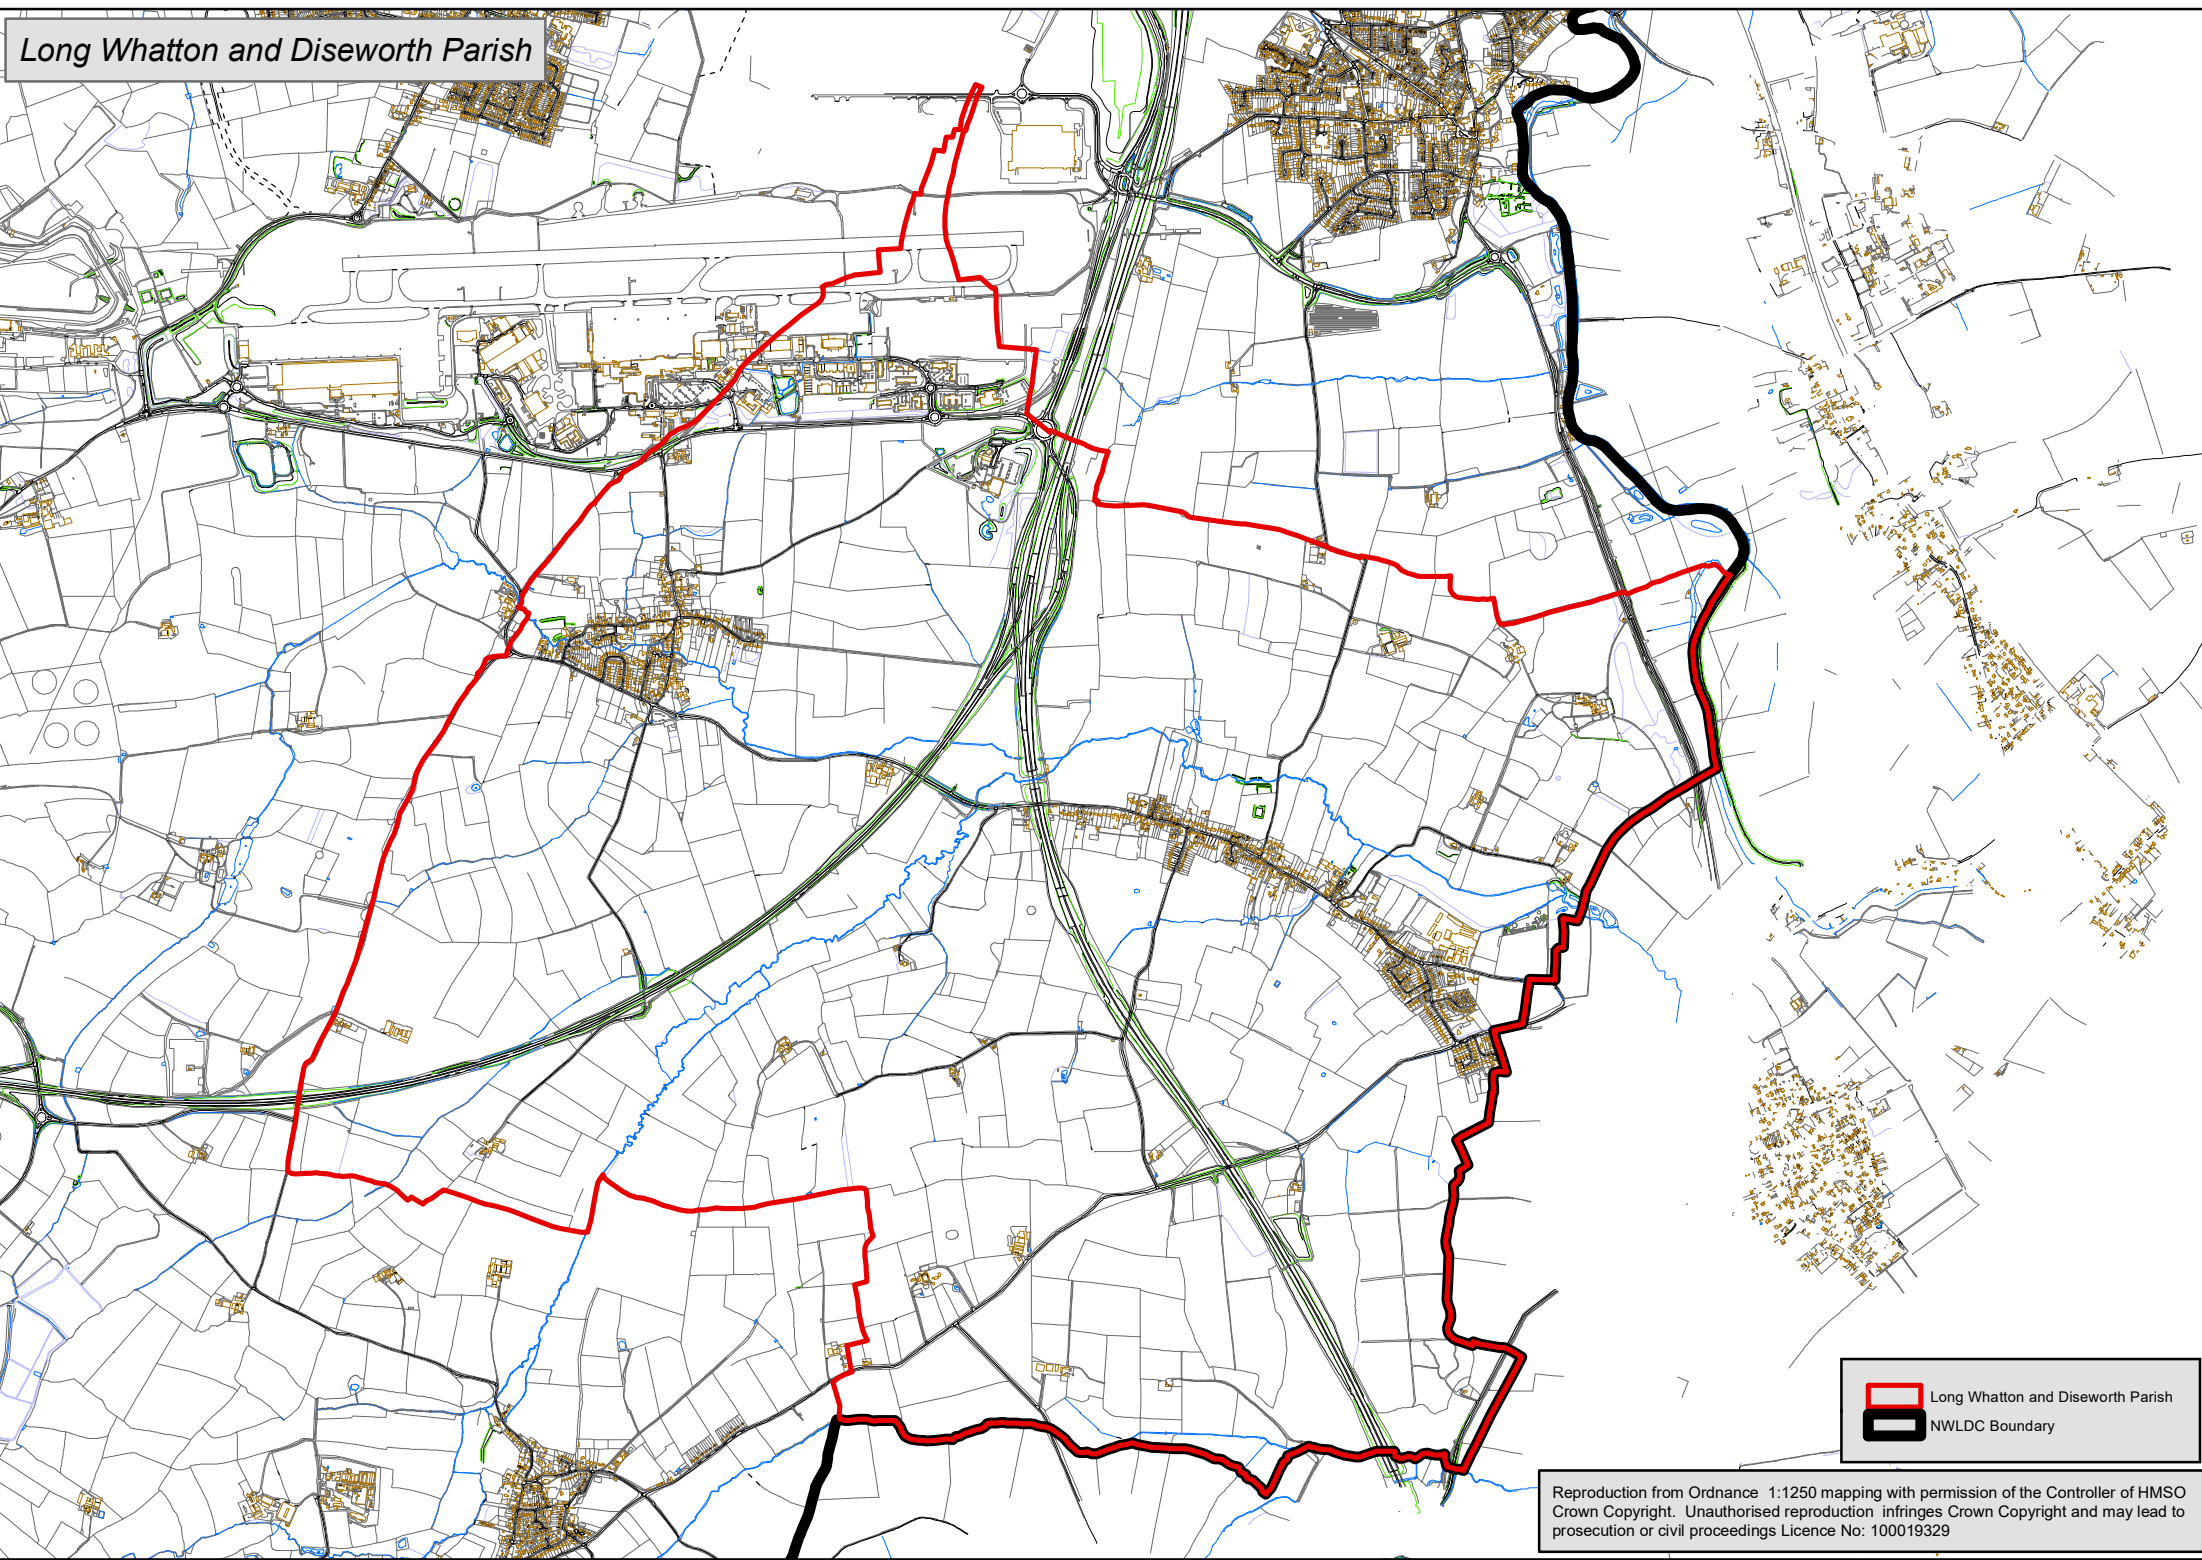 Long Whatton and Diseworth Parish
Long Whatton and Diseworth Parish
NWLDC Boundary
Reproduction from Ordnance 1:1250 mapping with permission of the Controller of HMSO
Crown Copyright. Unauthorised reproduction infringes Crown Copyright and may lead to
prosecution or civil proceedings Licence No: 100019329